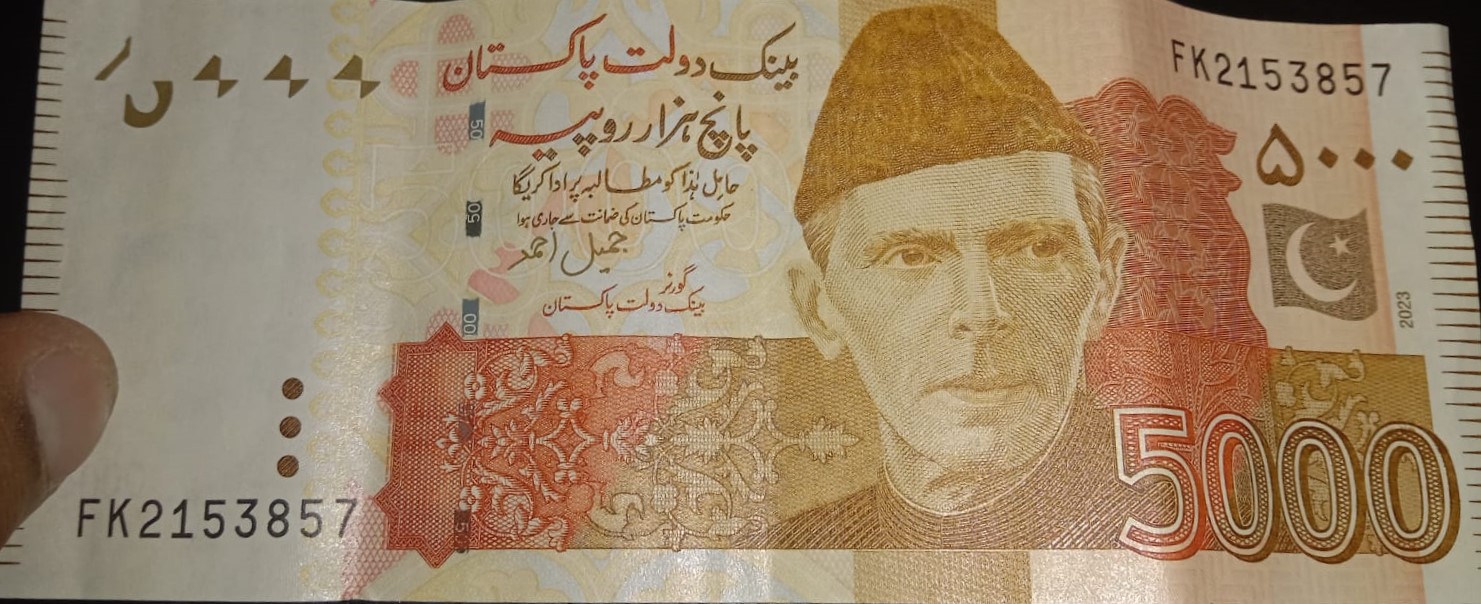 بینک دولت پاکستان
FK2153857
پانچ ہزار روپیہ
۵۰۰۰
حاملِ ہٰذا کو مطالبہ پر ادا کریگا
حکومت پاکستان کی ضمانت سے جاری ہوا
جمیل احمد
گورنر
بینک دولت پاکستان
2023
5000
FK2153857